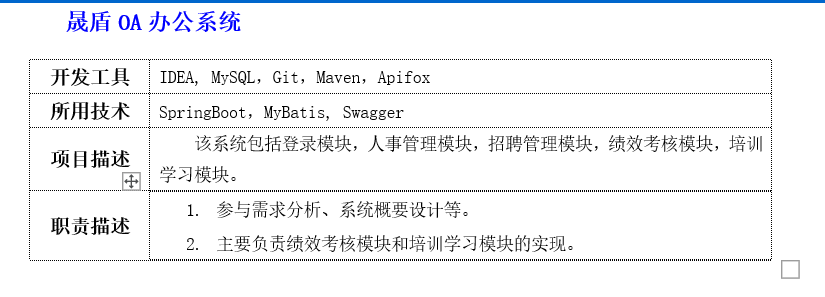 晟盾 OA 办公系统
开发工具 IDEA, MySQL，Git，Maven，Apifox
所用技术 SpringBoot，MyBatis, Swagger
项目描述 该系统包括登录模块，人事管理模块，招聘管理模块，绩效考核模块，培训
学习模块。
职责描述 1. 参与需求分析、系统概要设计等。
2. 主要负责绩效考核模块和培训学习模块的实现。